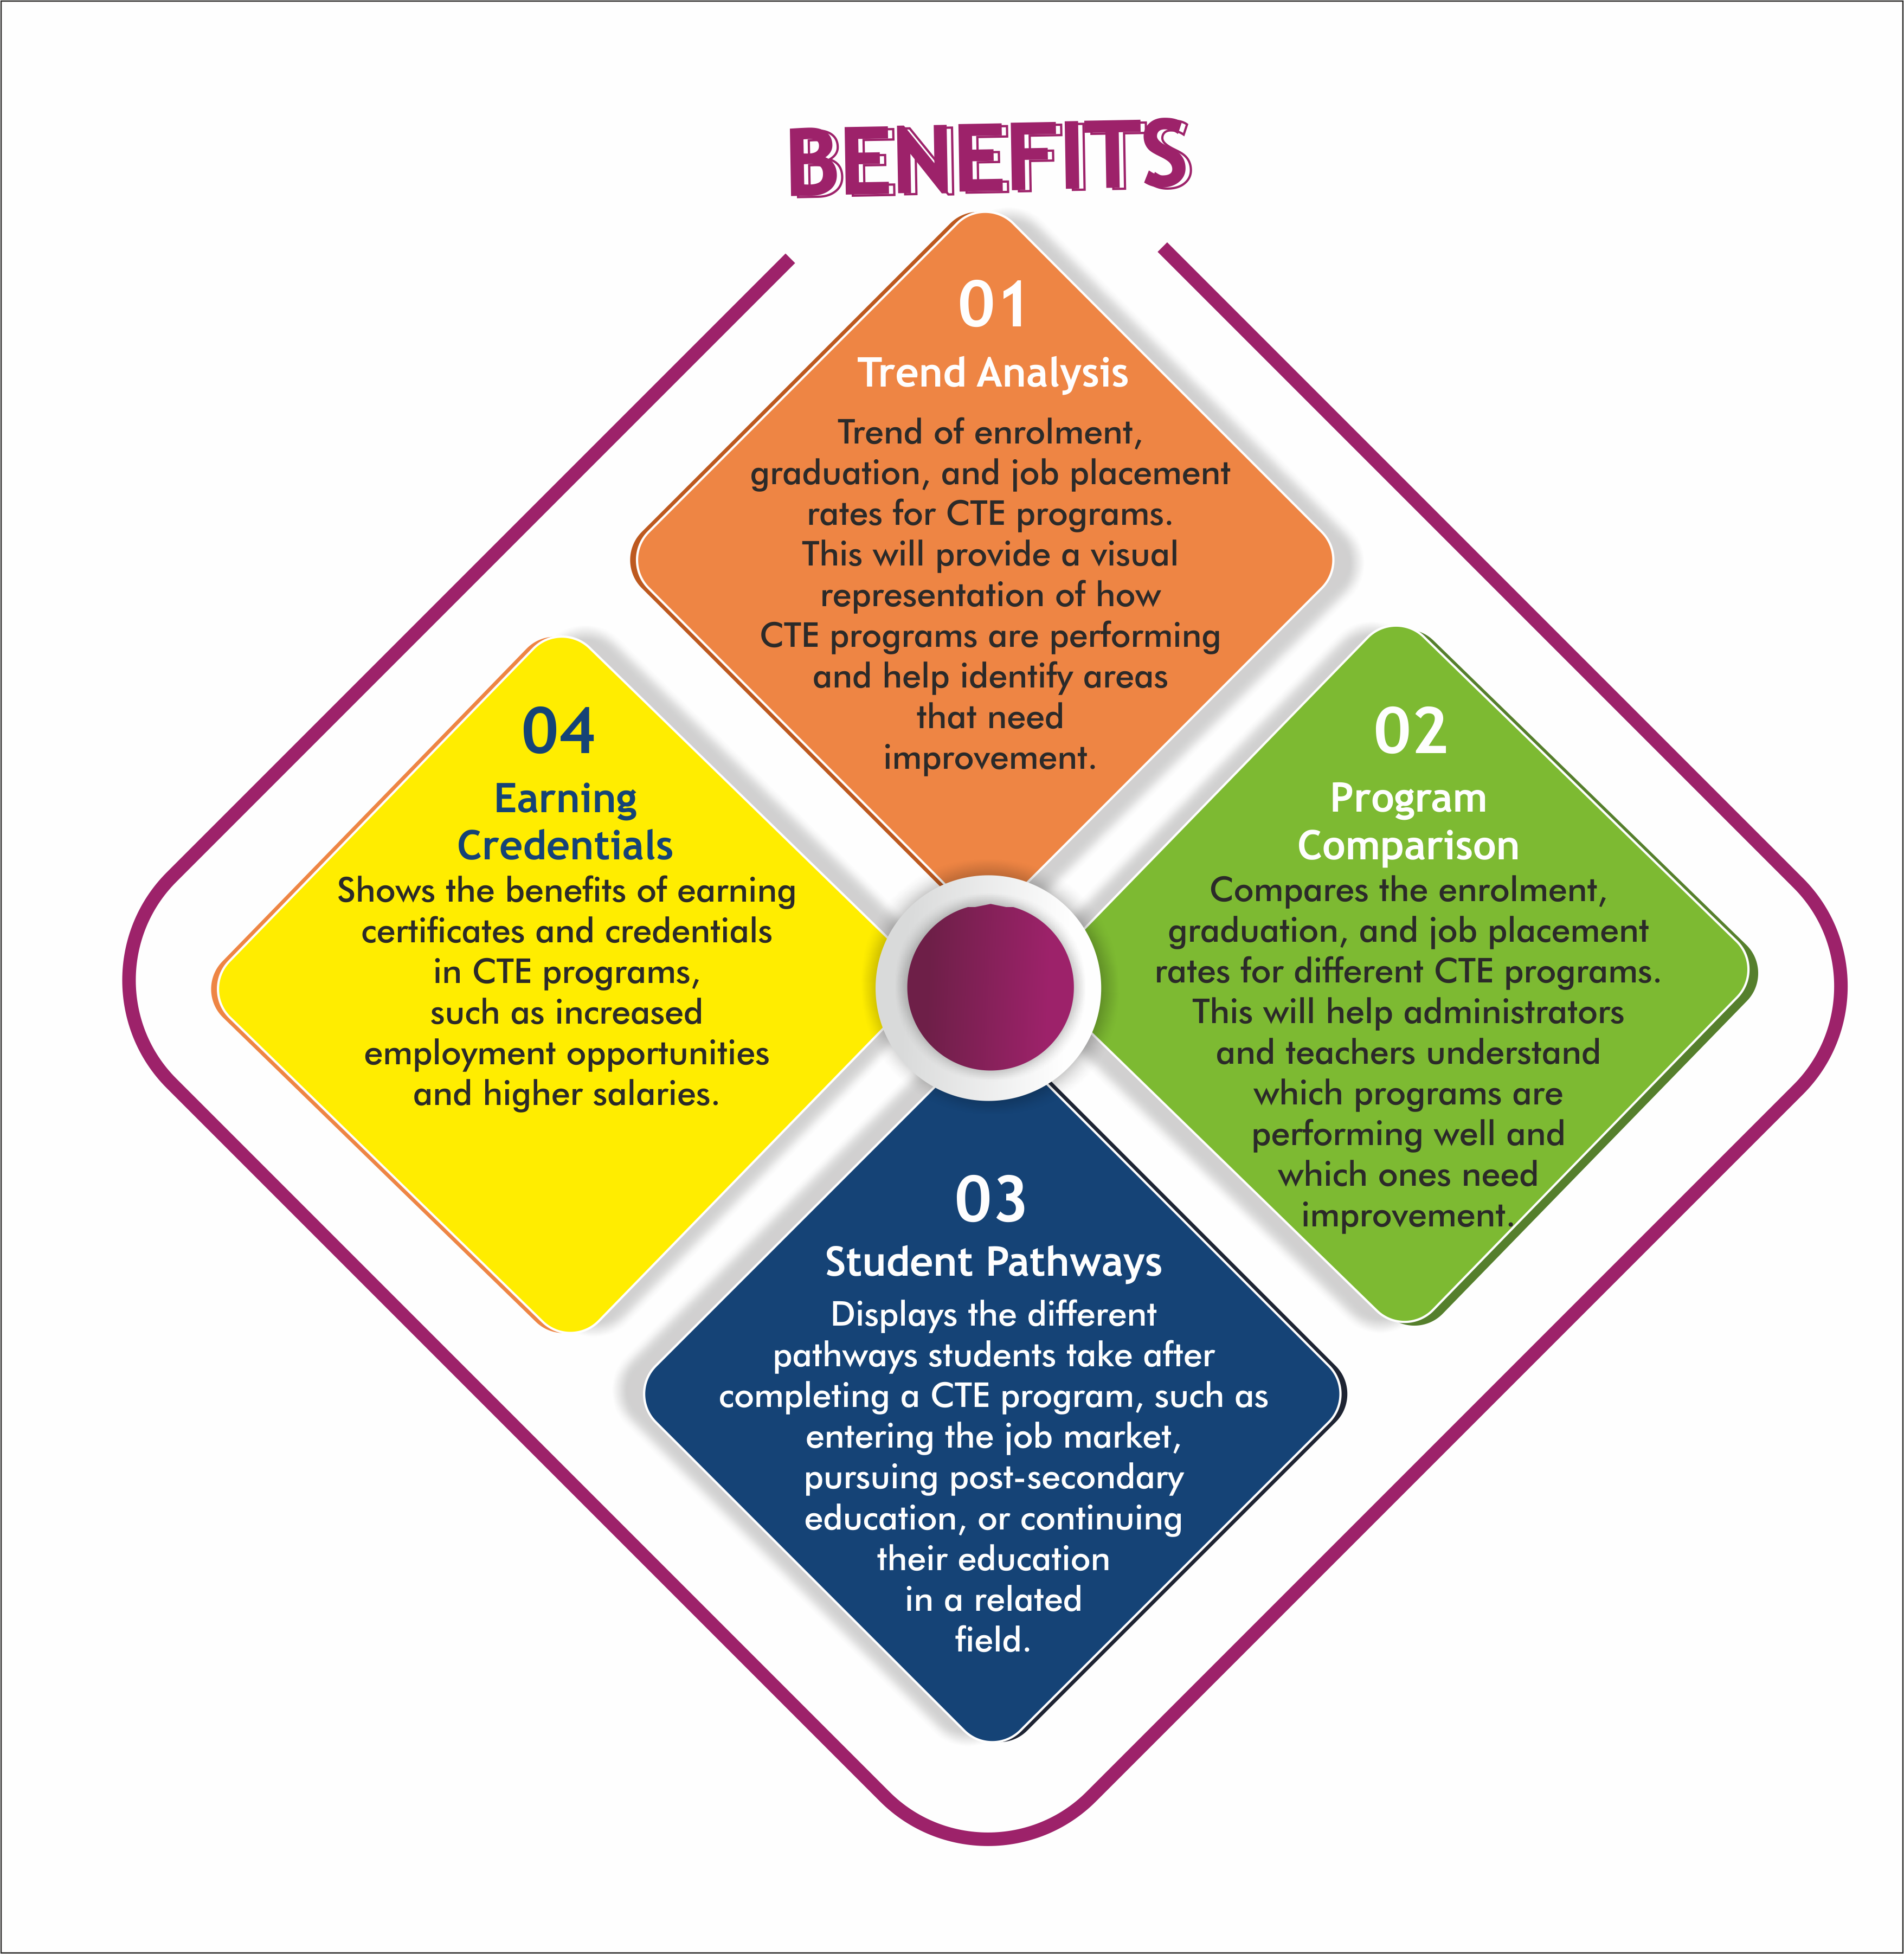 BENEFITS
01
Trend Analysis
Trend of enrolment,
graduation, and job placement
rates for CTE programs.
This will provide a visual
representation of how
CTE programs are performing
and help identify areas
that need
improvement.
02
Program
Comparison
Compares the enrolment,
graduation, and job placement
rates for different CTE programs.
This will help administrators
and teachers understand
which programs are
performing well and
which ones need
improvement.
03
Student Pathways
Displays the different
pathways students take after
completing a CTE program, such as
entering the job market,
pursuing post-secondary
education, or continuing
their education
in a related
field.
04
Earning
Credentials
Shows the benefits of earning
certificates and credentials
in CTE programs,
such as increased
employment opportunities
and higher salaries.